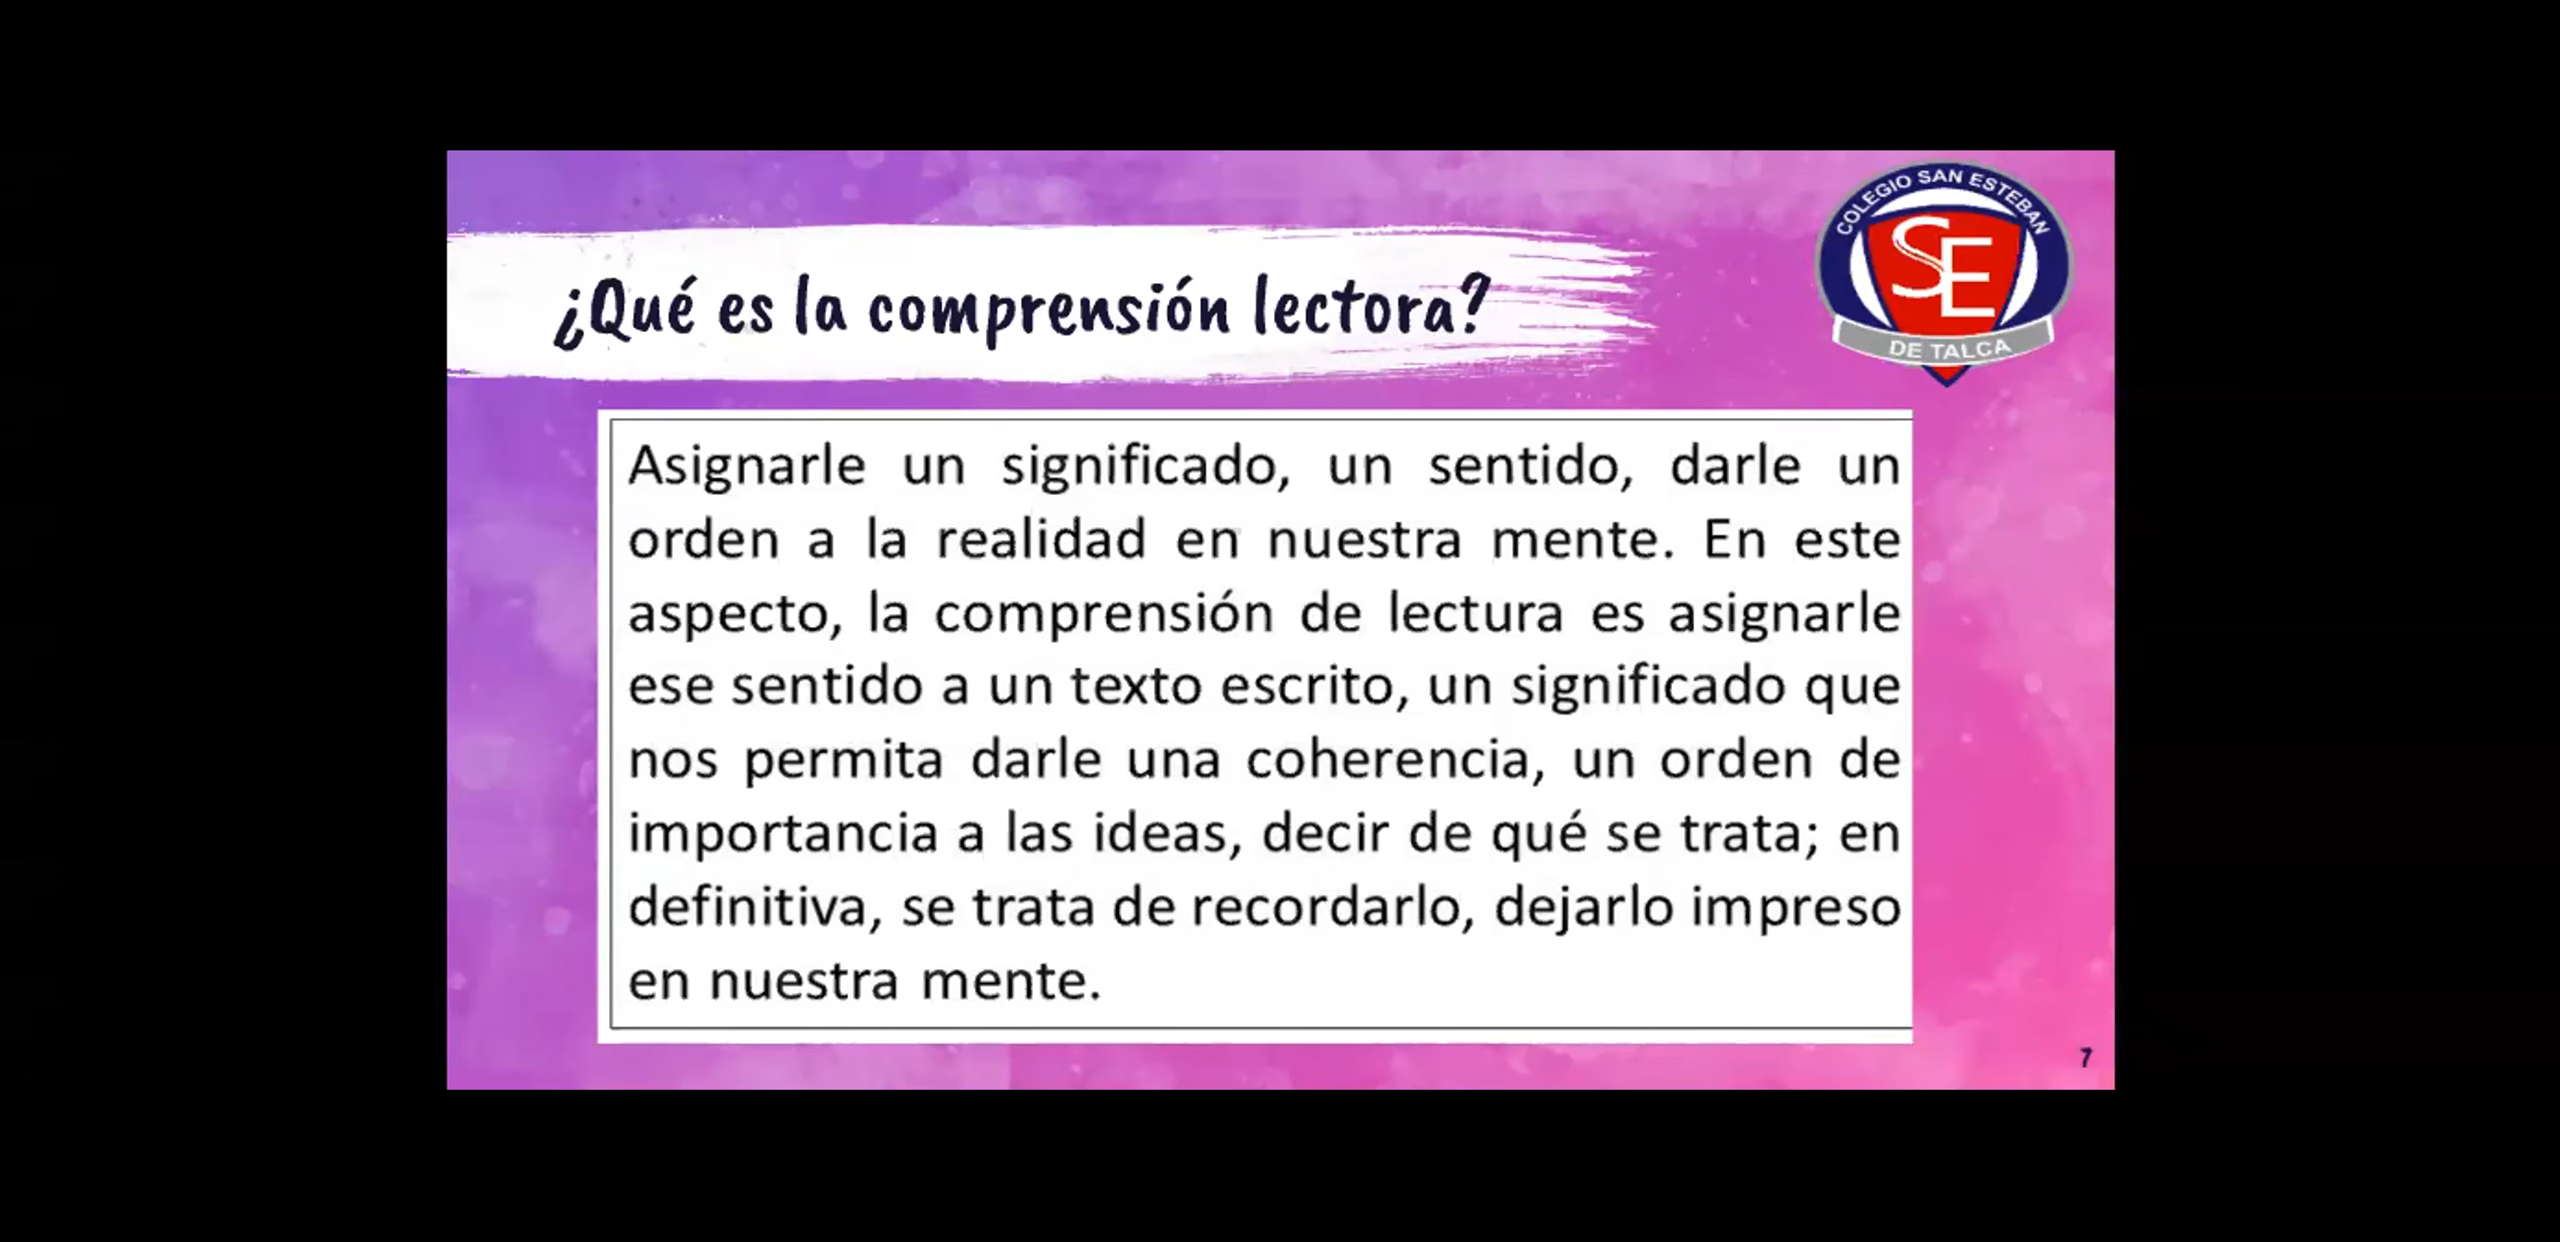 COLEGIO SAN ESTEBAN
SE
DE TALCA
¿Qué es la comprensión lectora?
Asignarle un significado, un sentido, darle un
orden a la realidad en nuestra mente. En este
aspecto, la comprensión de lectura es asignarle
ese sentido a un texto escrito, un significado que
nos permita darle una coherencia, un orden de
importancia a las ideas, decir de qué se trata; en
definitiva, se trata de recordarlo, dejarlo impreso
en nuestra mente.
7